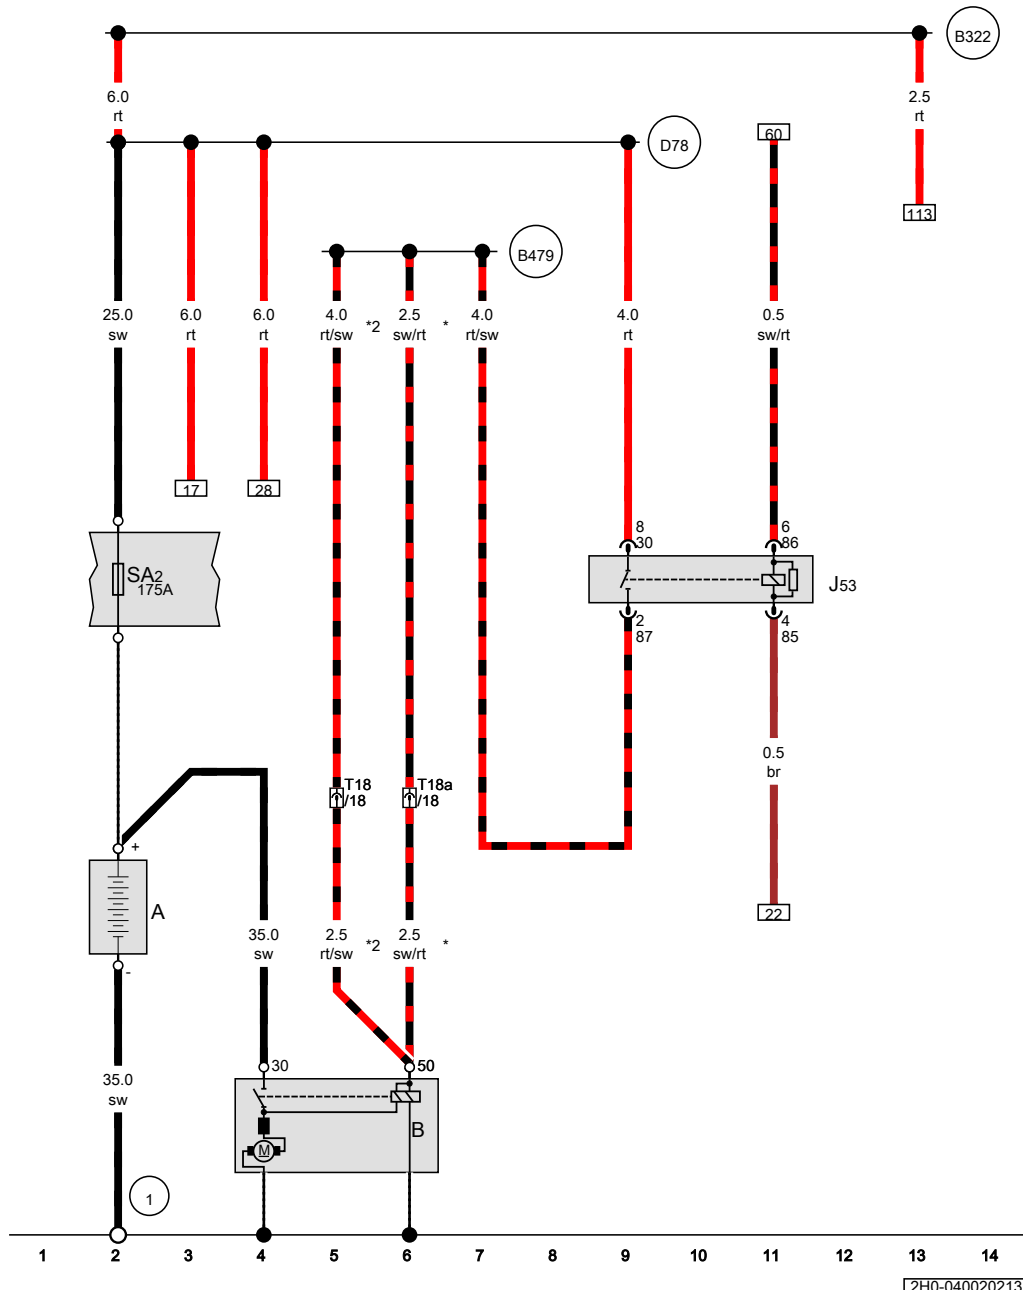 B322
6.0
rt
2.5
rt
D78
60
113
B479
25.0
sw
6.0
rt
6.0
rt
4.0
rt/sw
*2
2.5
sw/rt
*
4.0
rt/sw
4.0
rt
0.5
sw/rt
17
28
8
30
6
86
SA2
175A
J53
2
87
4
85
0.5
br
T18
/18
T18a
/18
+
A
22
35.0
sw
2.5
rt/sw
*2
2.5
sw/rt
*
-
30
50
35.0
sw
B
M
1
1 2 3 4 5 6 7 8 9 10 11 12 13 14
2H0-040020213